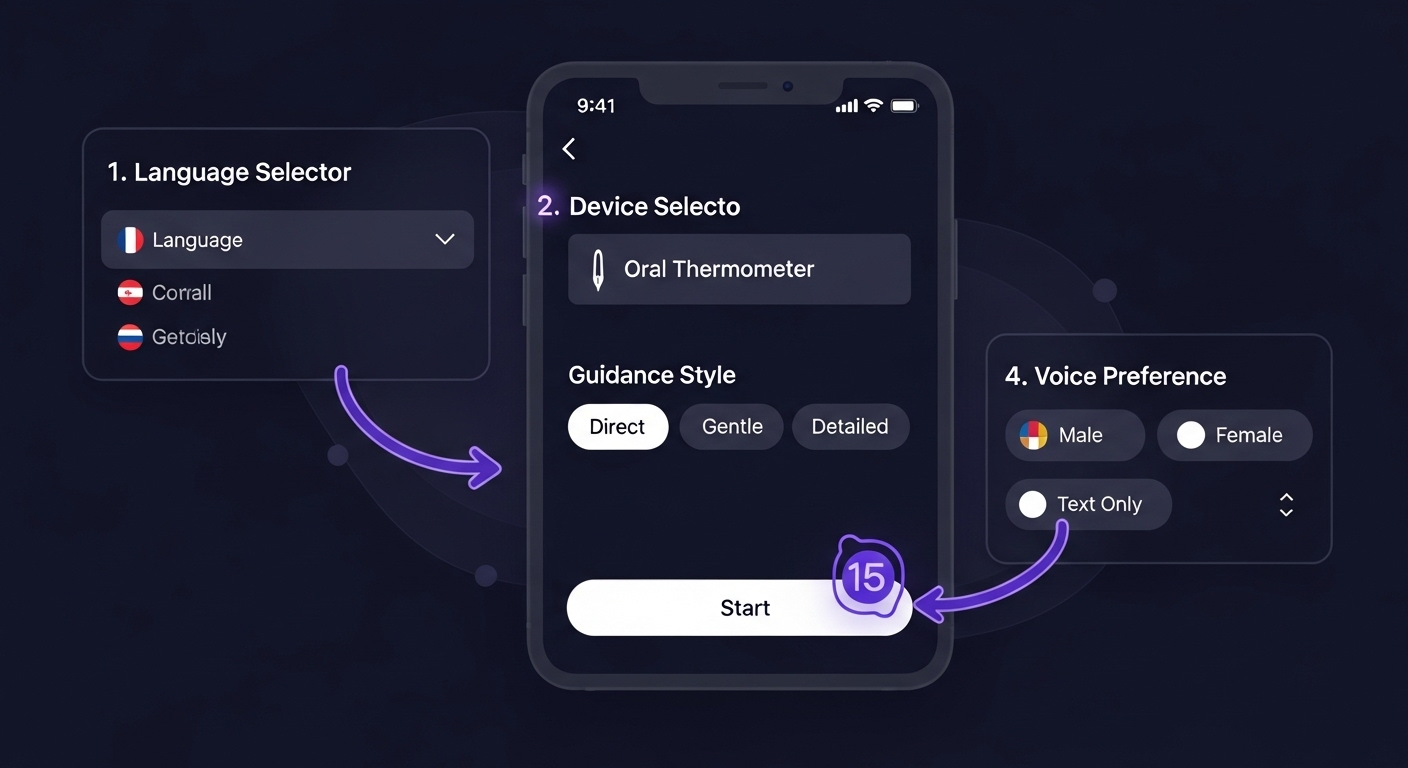 1. Language Selector
Language
Corrall
9:41
2. Device Selecto
Oral Thermometer
Guidance Style
Direct Gentle Detailed
15
Start
4. Voice Preference
Male Female
Text Only